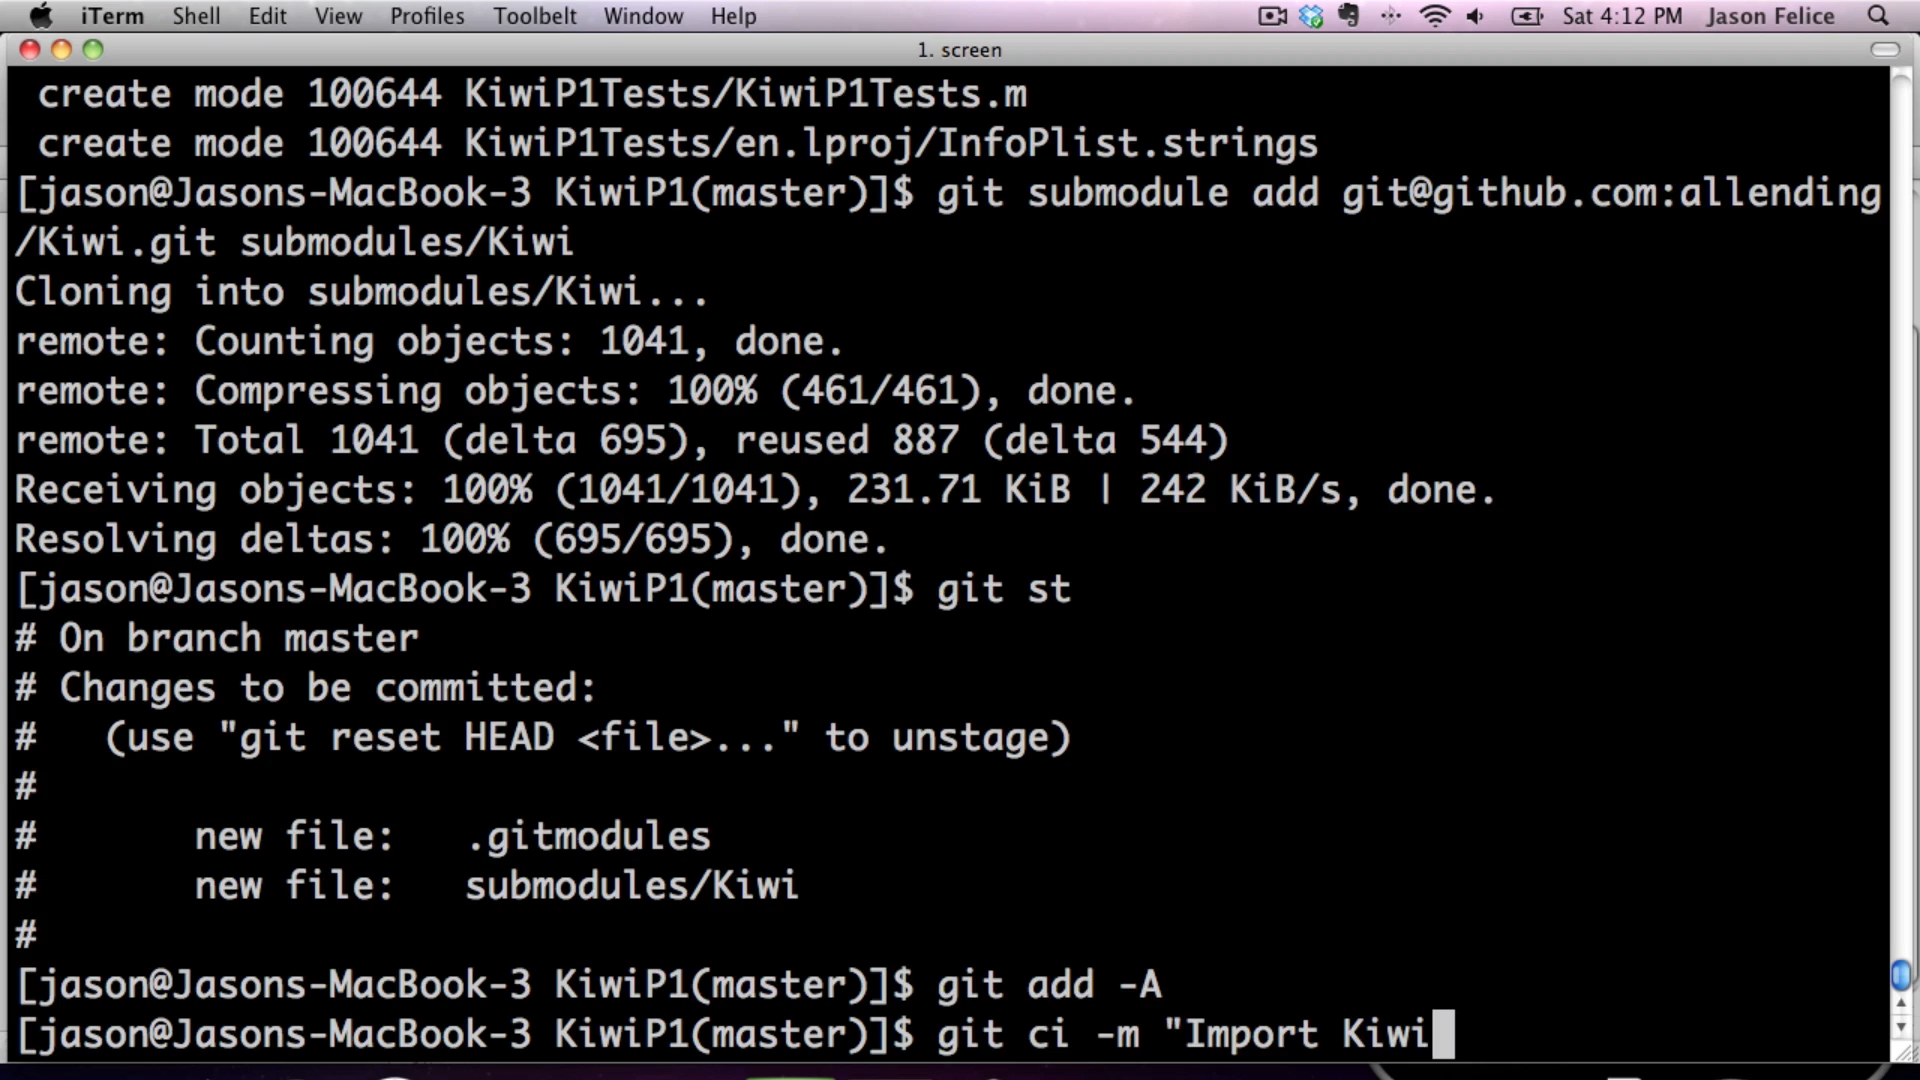 iTerm Shell Edit View Profiles Toolbelt Window Help Sat 4:12 PM Jason Felice
1. screen
create mode 100644 KiwiP1Tests/KiwiP1Tests.m
create mode 100644 KiwiP1Tests/en.lproj/InfoPlist.strings
[jason@Jasons-MacBook-3 KiwiP1(master)]$ git submodule add git@github.com:allending
/Kiwi.git submodules/Kiwi
Cloning into submodules/Kiwi...
remote: Counting objects: 1041, done.
remote: Compressing objects: 100% (461/461), done.
remote: Total 1041 (delta 695), reused 887 (delta 544)
Receiving objects: 100% (1041/1041), 231.71 KiB | 242 KiB/s, done.
Resolving deltas: 100% (695/695), done.
[jason@Jasons-MacBook-3 KiwiP1(master)]$ git st
# On branch master
# Changes to be committed:
#   (use "git reset HEAD <file>..." to unstage)
#
#       new file:   .gitmodules
#       new file:   submodules/Kiwi
#
[jason@Jasons-MacBook-3 KiwiP1(master)]$ git add -A
[jason@Jasons-MacBook-3 KiwiP1(master)]$ git ci -m "Import Kiwi